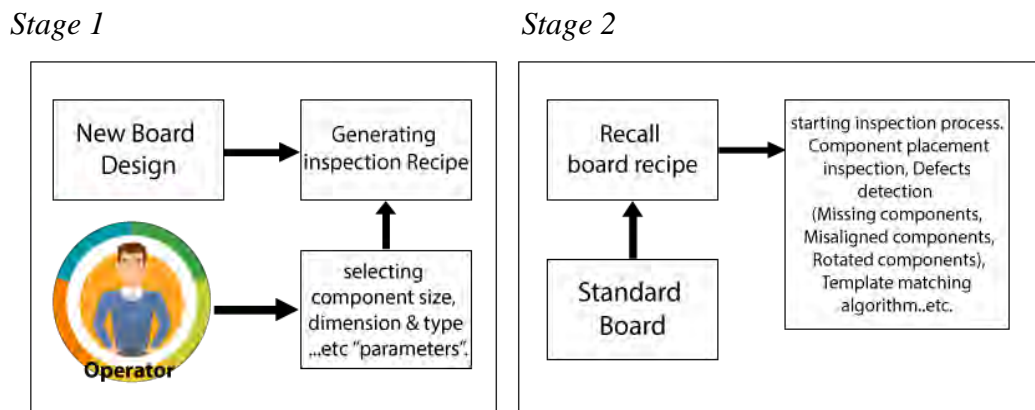 Stage 1
New Board
Design
Generating
inspection Recipe
Operator
selecting
component size,
dimension & type
...etc “parameters”.
Stage 2
Recall
board recipe
Standard
Board
starting inspection process.
Component placement
inspection, Defects
detection
(Missing components,
Misaligned components,
Rotated components),
Template matching
algorithm..etc.